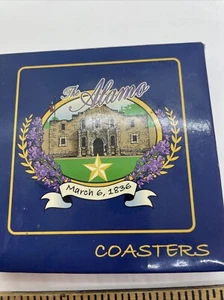 The Alamo
March 6, 1836
COASTERS